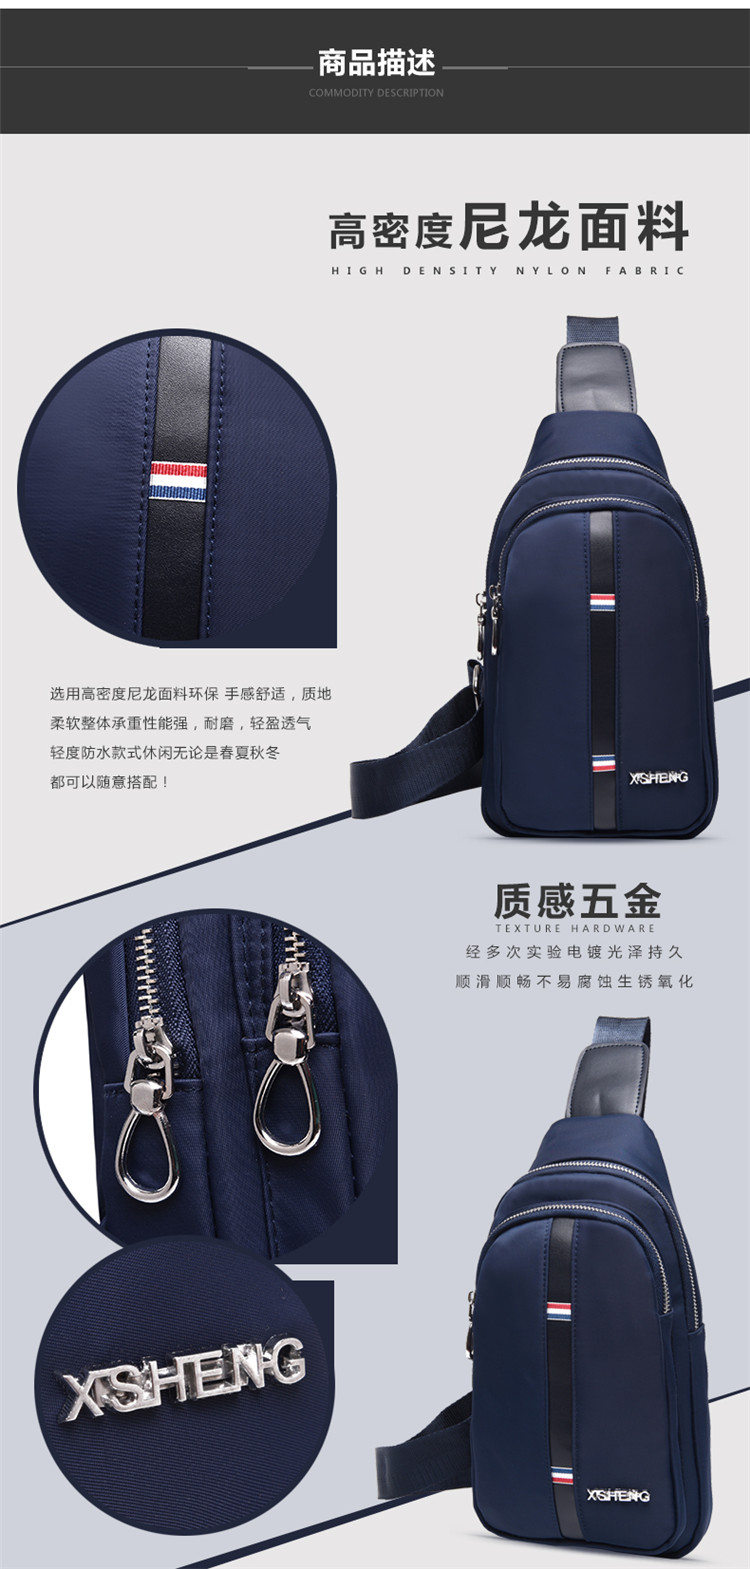 商品描述
COMMODITY DESCRIPTION
高密度尼龙面料
HIGH DENSITY NYLON FABRIC
选用高密度尼龙面料环保 手感舒适，质地
柔软整体承重性能强，耐磨，轻盈透气
轻度防水款式休闲无论是春夏秋冬
都可以随意搭配！
XSHENG
质感五金
TEXTURE HARDWARE
经多次实验电镀光泽持久
顺滑顺畅不易腐蚀生锈氧化
XSHENG
XSHENG